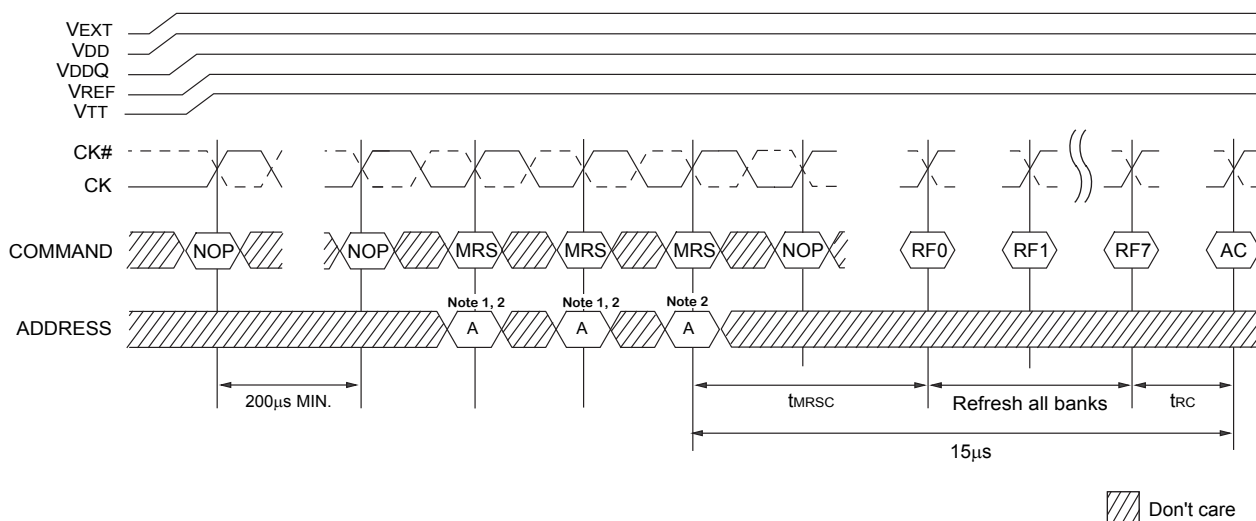 VEXT
VDD
VDDQ
VREF
VTT
CK#
CK
COMMAND NOP NOP MRS MRS MRS NOP RF0 RF1 RF7 AC
Note 1, 2 Note 1, 2 Note 2
ADDRESS A A A
200μs MIN. tMRSC Refresh all banks tRC
15μs
Don't care